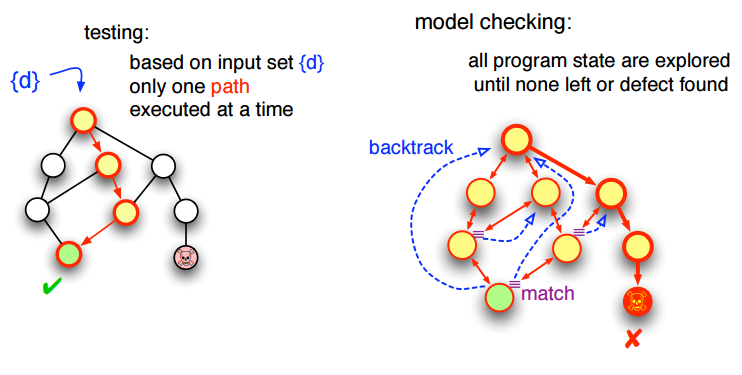 testing:
based on input set {d}
only one path
executed at a time
{d}
model checking:
all program state are explored
until none left or defect found
backtrack
match